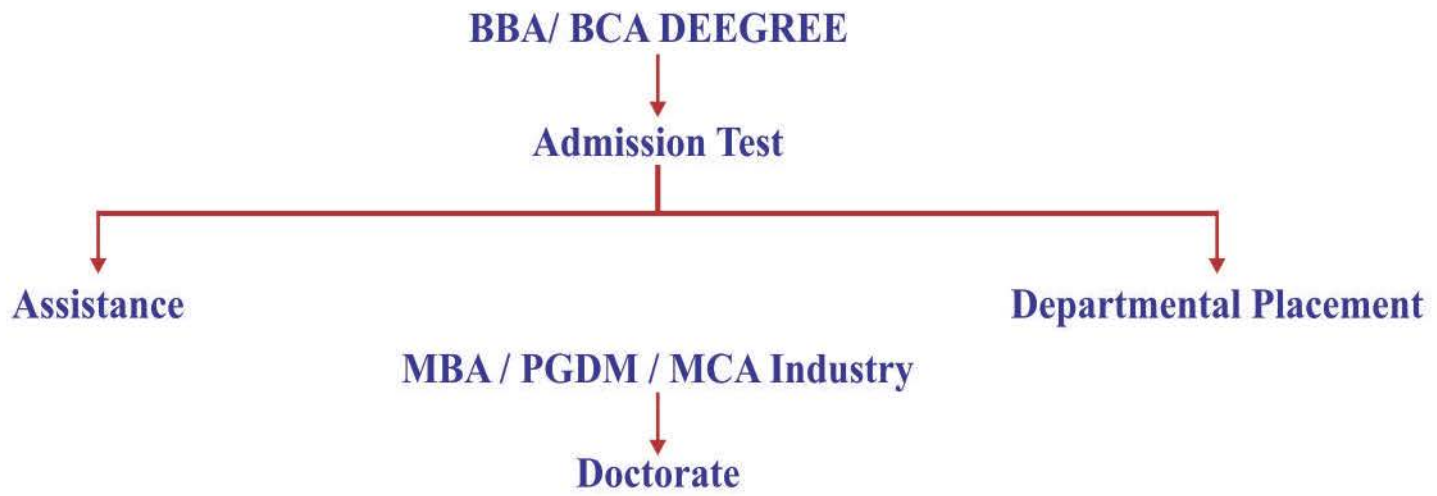 BBA/ BCA DEEGREE
Admission Test
Assistance
Departmental Placement
MBA / PGDM / MCA Industry
Doctorate